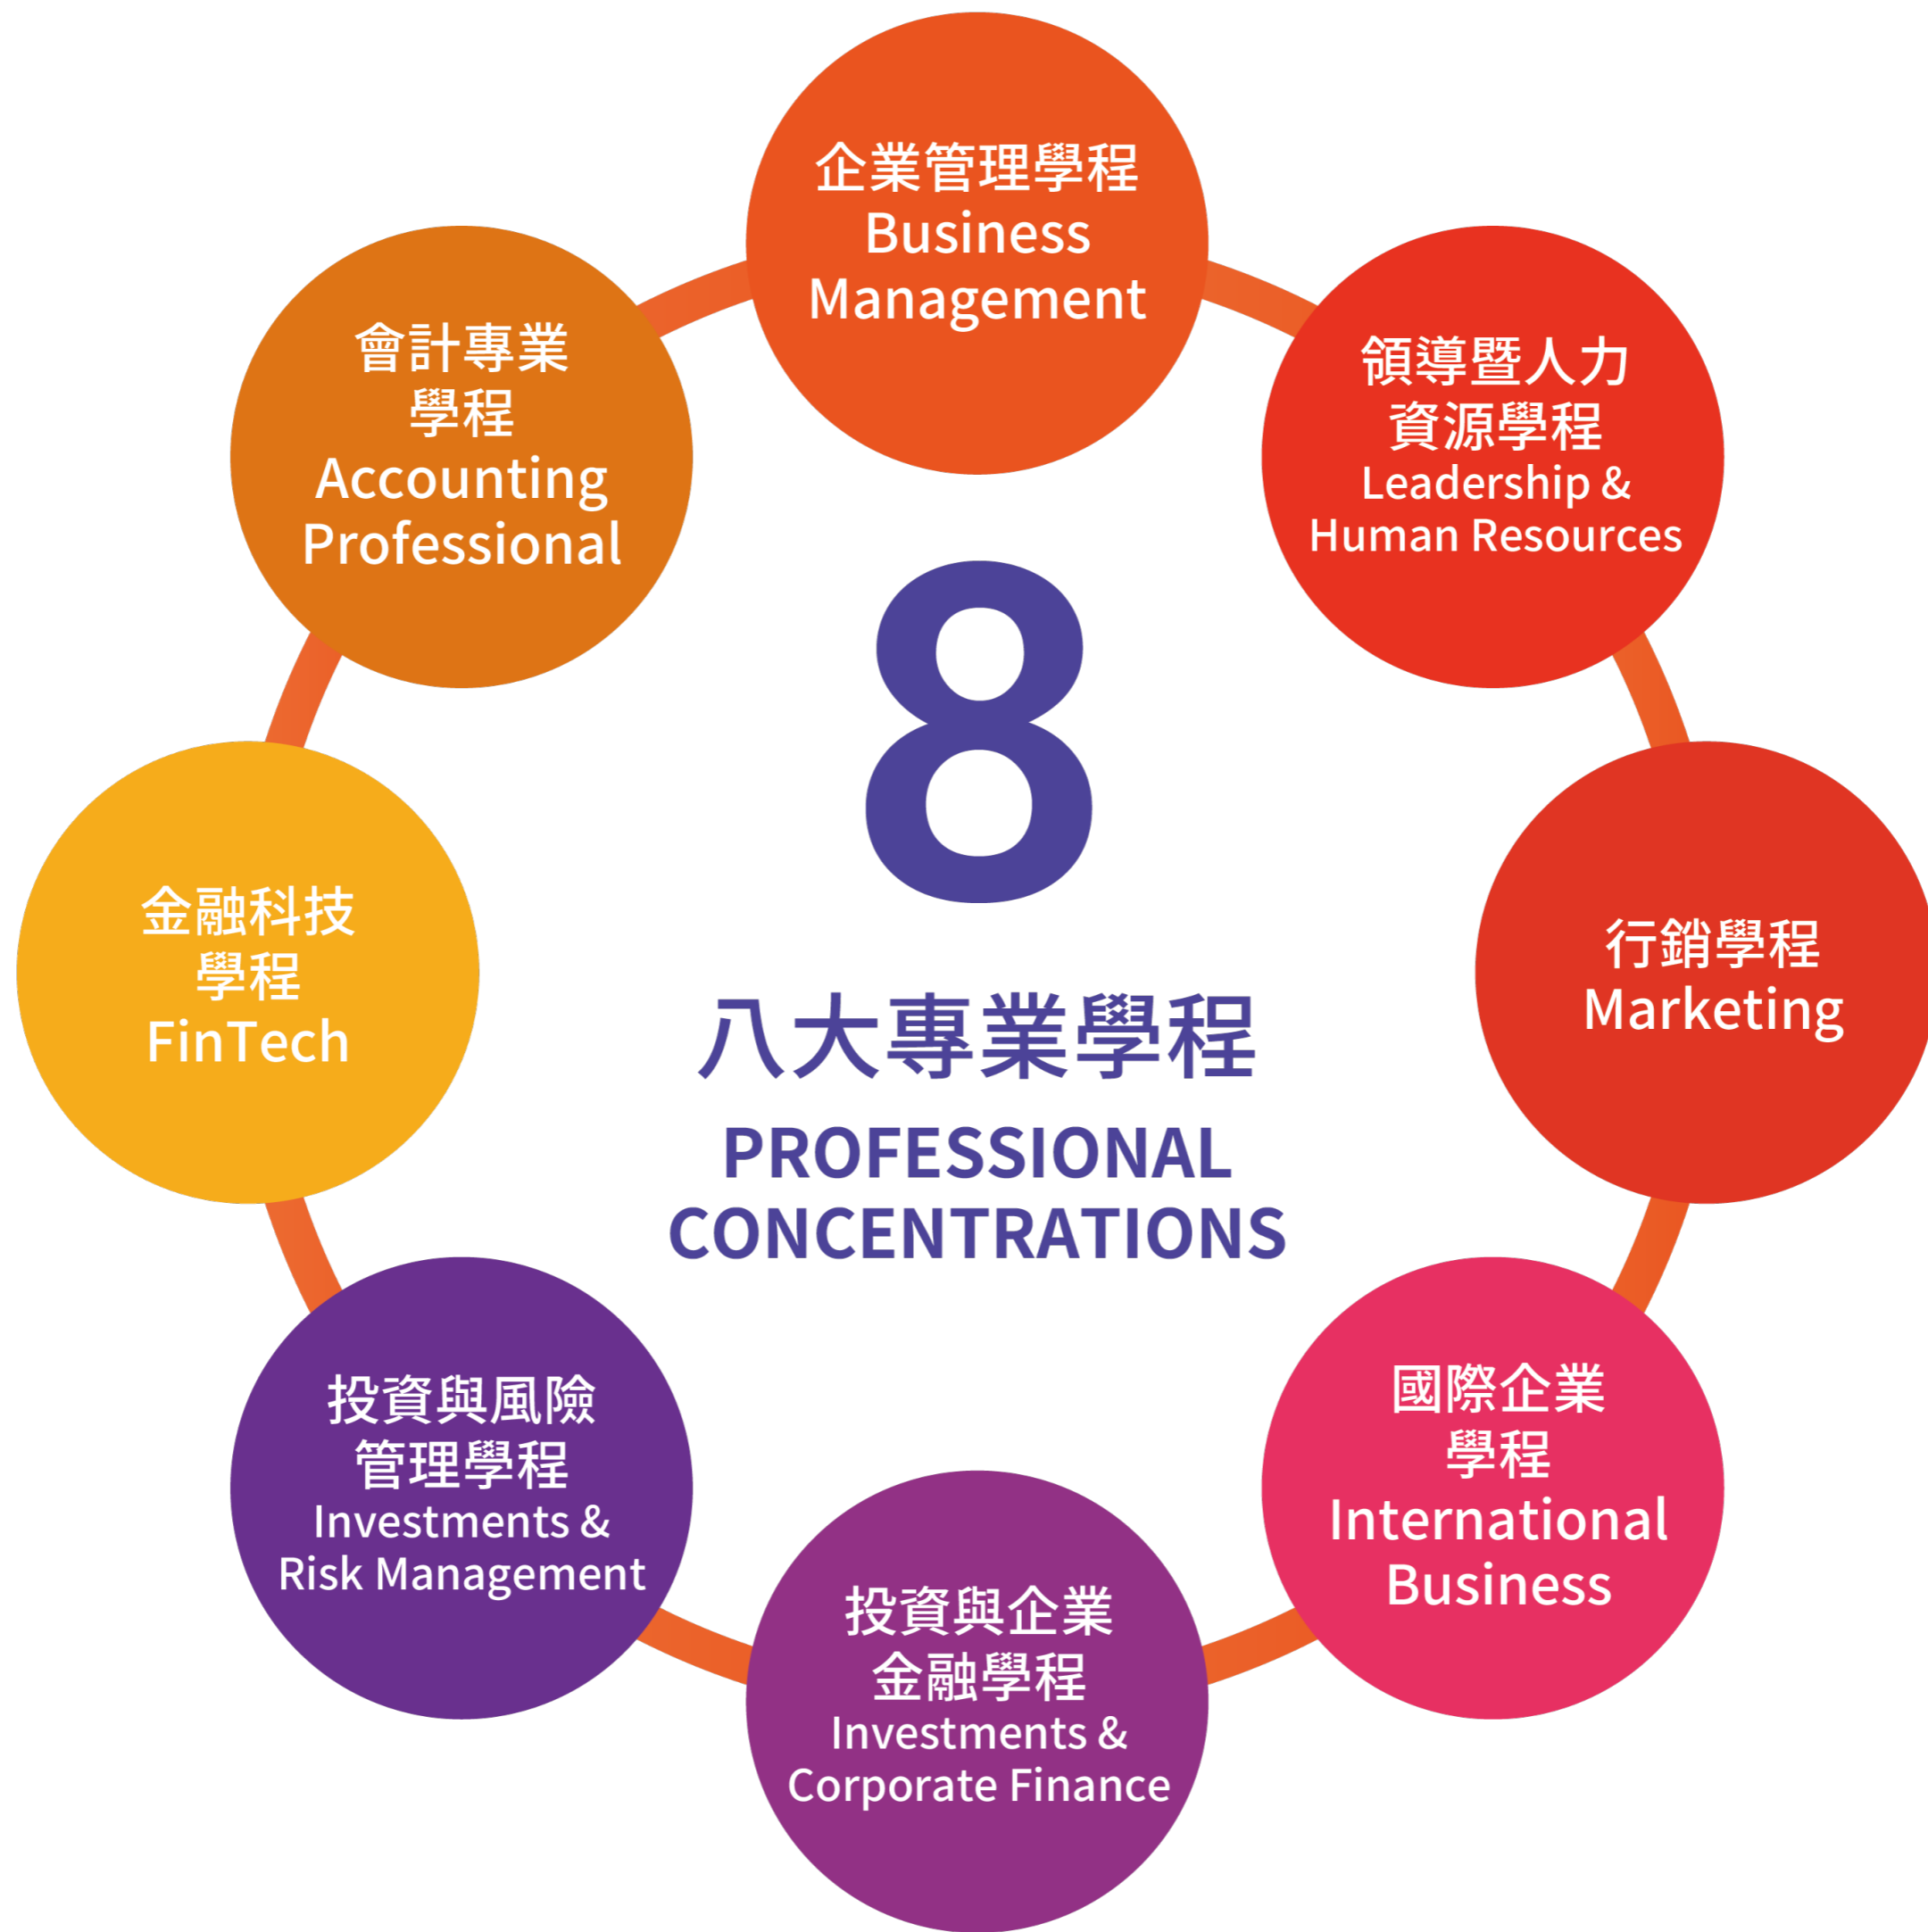 企業管理學程
Business
Management
領導暨人力
資源學程
Leadership &
Human Resources
行銷學程
Marketing
國際企業
學程
International
Business
投資與企業
金融學程
Investments &
Corporate Finance
投資與風險
管理學程
Investments &
Risk Management
金融科技
學程
FinTech
會計專業
學程
Accounting
Professional
8
八大專業學程
PROFESSIONAL
CONCENTRATIONS